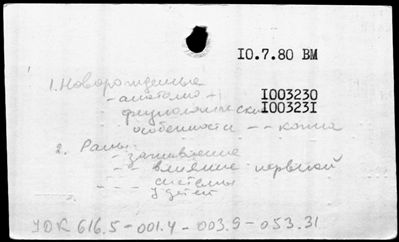 10.7.80 ВМ
1. Новорожденные
I003230
- анатомо-
I003231
физиологические
особенности -- кожа
2. Раны
- заживление
-- влияние нервной
системы
у детей
УДК 616.5-001.4-003.9-053.31